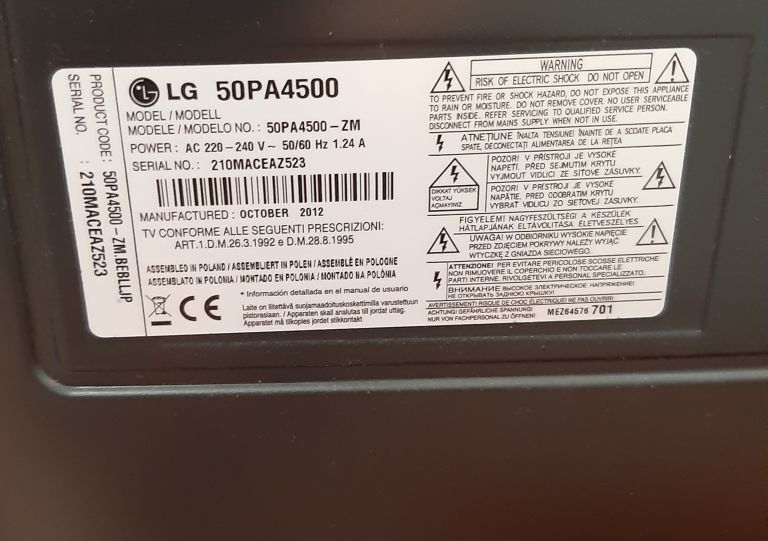 PRODUCT CODE: 50PA4500-ZM.BEBLLJP
SERIAL NO. : 210MACEAZ523
LG 50PA4500
MODEL / MODELL
MODELE / MODELO NO. : 50PA4500-ZM
POWER : AC 220-240 V~ 50/60 Hz 1.24 A
SERIAL NO. : 210MACEAZ523
MANUFACTURED : OCTOBER 2012
TV CONFORME ALLE SEGUENTI PRESCRIZIONI:
ART.1.D.M.26.3.1992 e D.M.28.8.1995
ASSEMBLED IN POLAND / ASSEMBLIERT IN POLEN / ASSEMBLÉ EN POLOGNE
ASSEMBLATO IN POLONIA / MONTADO EN POLONIA / MONTADO NA POLÓNIA
* Información detallada en el manual de usuario
CE
Laite on liitettävä suojamaadoituskoskettimilla varustettuun
pistorasiaan. / Apparaten skall anslutas till jordat uttag.
Apparatet må tilkoples jordet stikkontakt
WARNING
RISK OF ELECTRIC SHOCK DO NOT OPEN
TO PREVENT FIRE OR SHOCK HAZARD, DO NOT EXPOSE THIS APPLIANCE
TO RAIN OR MOISTURE. DO NOT REMOVE COVER. NO USER SERVICEABLE
PARTS INSIDE. REFER SERVICING TO QUALIFIED SERVICE PERSON.
DISCONNECT FROM MAINS SUPPLY WHEN NOT IN USE.
ATNEŢIUNE ÎNALTA TENSIUNE! ÎNAINTE DE A SCOATE PLACA
SPATE, DECONECTAŢI ALIMENTAREA DE LA REŢEA
DIKKAT YÜKSEK
VOLTAJ
AÇMAYINIZ
POZOR! V PŘÍSTROJI JE VYSOKÉ
NAPĚTÍ. PŘED SEJMUTIM KRYTU
VYJMOUT VIDLICI ZE SÍŤOVÉ ZÁSUVKY.
POZOR! V PRÍSTROJI JE VYSOKÉ
NAPÄTIE. PRED ODOBRATIM KRYTU
VYBRAŤ VIDLICU ZO SIEŤOVEJ ZÁSUVKY.
FIGYELEM! NAGYFESZÜLTSÉG! A KÉSZÜLÉK
HÁTLAPJÁNAK ELTÁVOLÍTÁSA ÉLETVESZÉLYES
UWAGA! W ODBIORNIKU WYSOKIE NAPIĘCIE
PRZED ZDJĘCIEM POKRYWY NALEŻY WYJĄĆ
WTYCZKĘ Z GNIAZDA SIECIOWEGO.
ATTENZIONE! PER EVITARE PERICOLOSE SCOSSE ELETTRICHE
NON RIMUOVERE IL COPERCHIO E NON TOCCARE LE
PARTI INTERNE. RIVOLGERSI A PERSONAL SPECIALIZZATO.
ВНИМАНИЕ ВЫСОКОЕ ЭЛЕКТРИЧЕСКОЕ НАПРЯЖЕНИЕ!
НЕ ОТКРЫВАТЬ ЗАДНЮЮ КРЫШКУ!
AVERTISSEMENT! RISQUE DE CHOC ÉLECTRIQUE NE PAS OUVRIR!
ACHTUNG! GEFÄHRLICHE SPANNUNG!
NUR VON FACHPERSONAL ZU ÖFFNEN!
MEZ64576 701